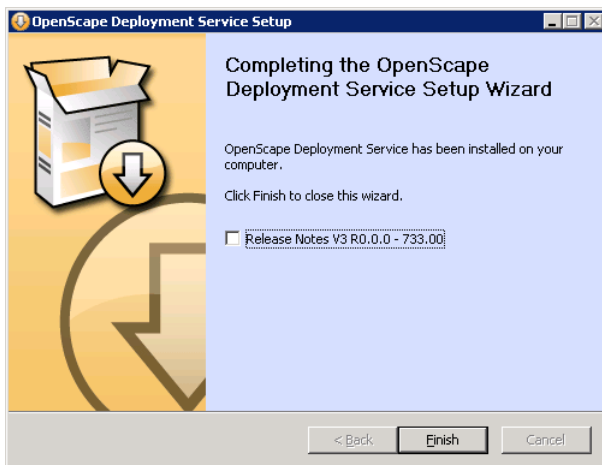 OpenScape Deployment Service Setup
Completing the OpenScape
Deployment Service Setup Wizard
OpenScape Deployment Service has been installed on your
computer.
Click Finish to close this wizard.
Release Notes V3 R0.0.0 - 733.00
< Back
Finish
Cancel